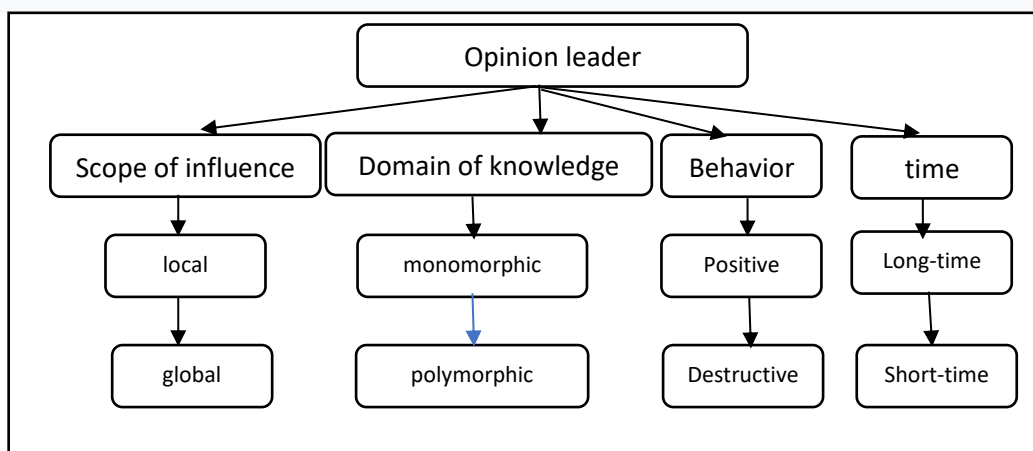 Opinion leader
Scope of influence
Domain of knowledge
Behavior
time
local
monomorphic
Positive
Long-time
global
polymorphic
Destructive
Short-time